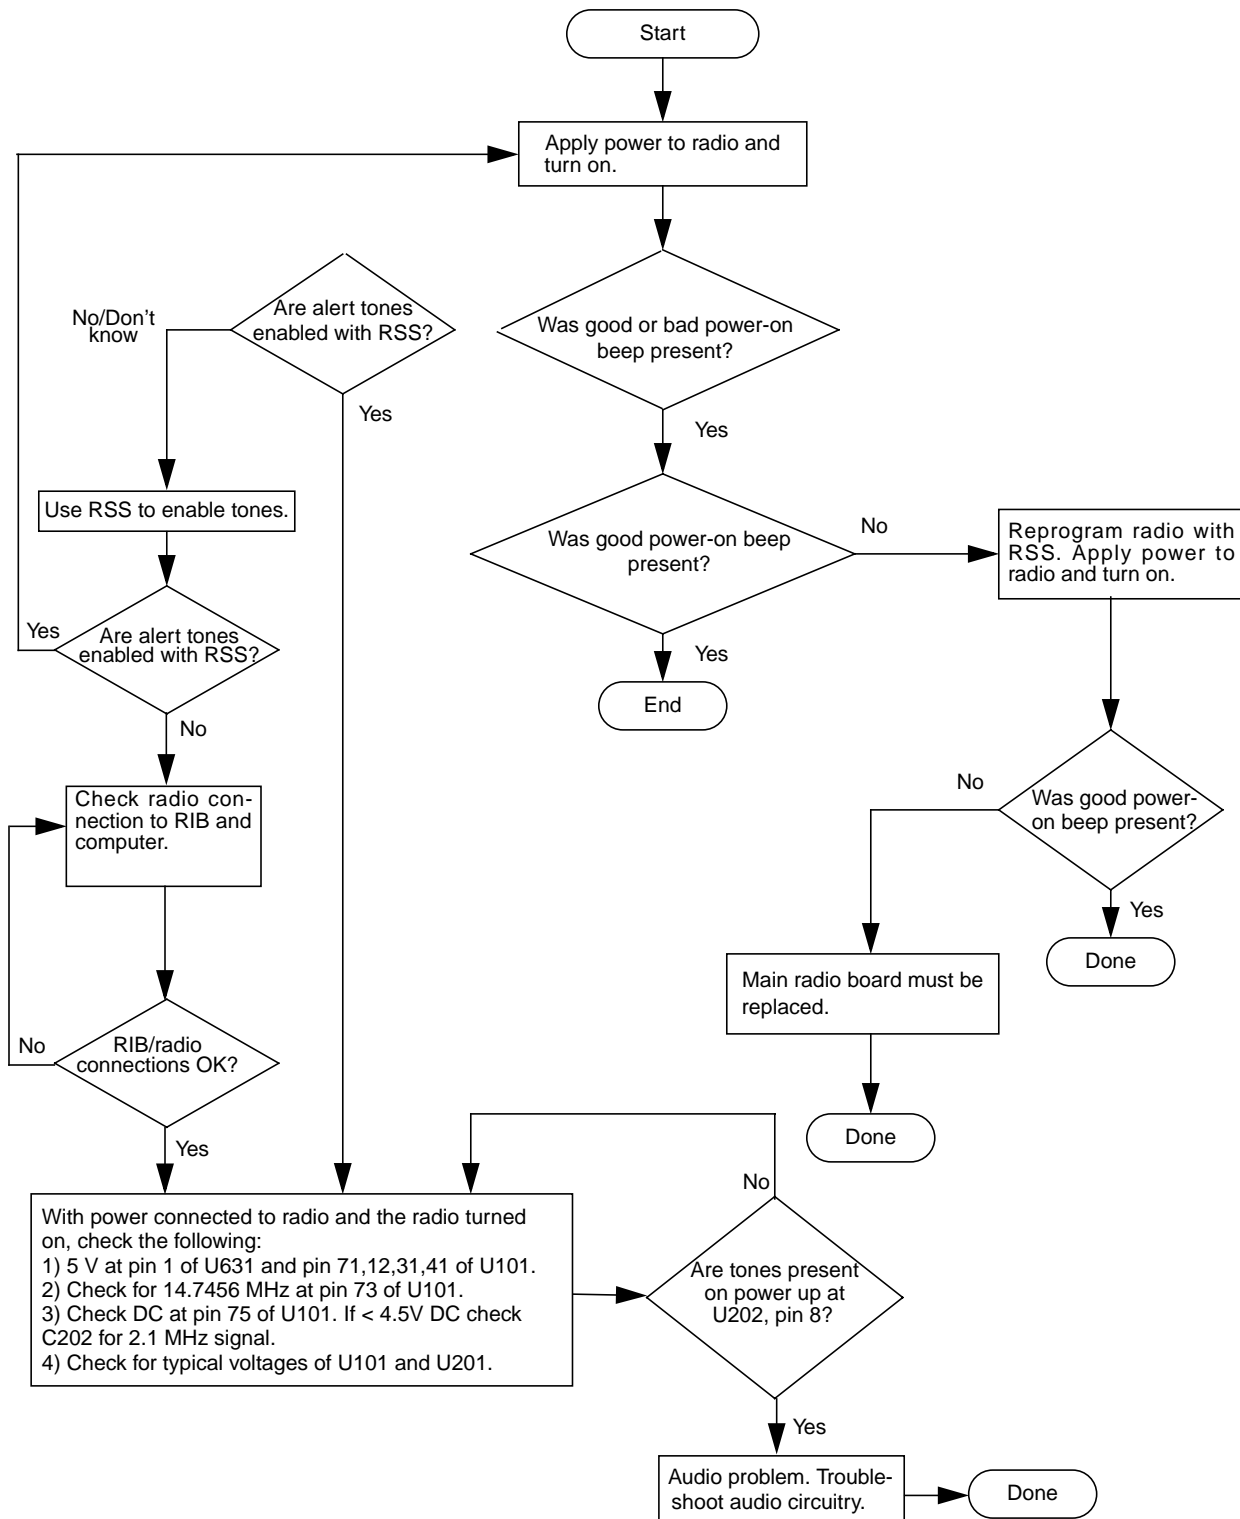 Start
Apply power to radio and
turn on.
Are alert tones
enabled with RSS?
No/Don't
know
Yes
Was good or bad power-on
beep present?
Yes
Use RSS to enable tones.
Was good power-on beep
present?
No
Reprogram radio with
RSS. Apply power to
radio and turn on.
Yes
Are alert tones
enabled with RSS?
Yes
End
No
Check radio con-
nection to RIB and
computer.
No
Was good power-
on beep present?
Yes
Done
Main radio board must be
replaced.
No
RIB/radio
connections OK?
Yes
Done
No
With power connected to radio and the radio turned
on, check the following:
1) 5 V at pin 1 of U631 and pin 71,12,31,41 of U101.
2) Check for 14.7456 MHz at pin 73 of U101.
3) Check DC at pin 75 of U101. If < 4.5V DC check
C202 for 2.1 MHz signal.
4) Check for typical voltages of U101 and U201.
Are tones present
on power up at
U202, pin 8?
Yes
Audio problem. Trouble-
shoot audio circuitry.
Done